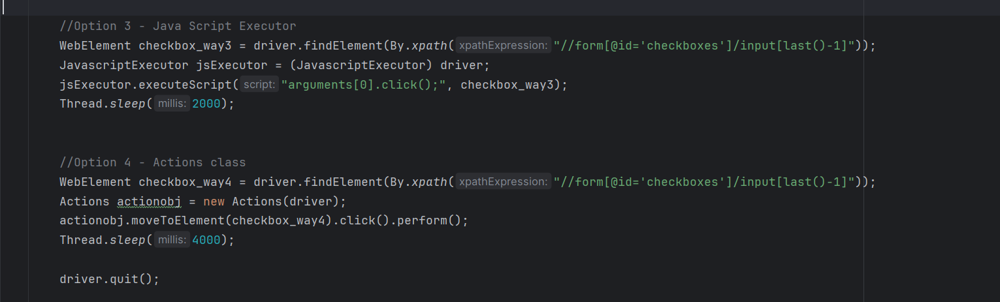 //Option 3 - Java Script Executor
WebElement checkbox_way3 = driver.findElement(By.xpath( xpathExpression: "//form[@id='checkboxes']/input[last()-1]"));
JavascriptExecutor jsExecutor = (JavascriptExecutor) driver;
jsExecutor.executeScript( script: "arguments[0].click();", checkbox_way3);
Thread.sleep( millis: 2000);
//Option 4 - Actions class
WebElement checkbox_way4 = driver.findElement(By.xpath( xpathExpression: "//form[@id='checkboxes']/input[last()-1]"));
Actions actionobj = new Actions(driver);
actionobj.moveToElement(checkbox_way4).click().perform();
Thread.sleep( millis: 4000);
driver.quit();